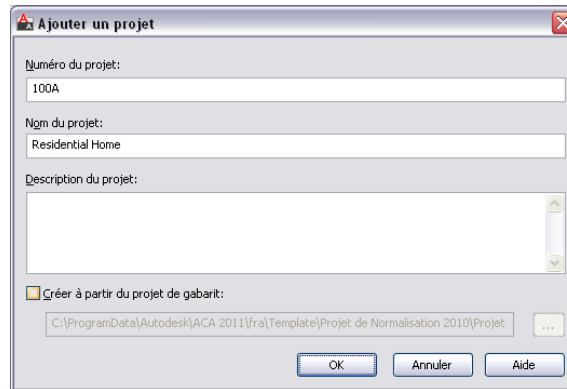 Ajouter un projet
Numéro du projet:
100A
Nom du projet:
Residential Home
Description du projet:
Créer à partir du projet de gabarit:
C:\ProgramData\Autodesk\ACA 2011\fra\Template\Projet de Normalisation 2010\Projet
...
OK Annuler Aide